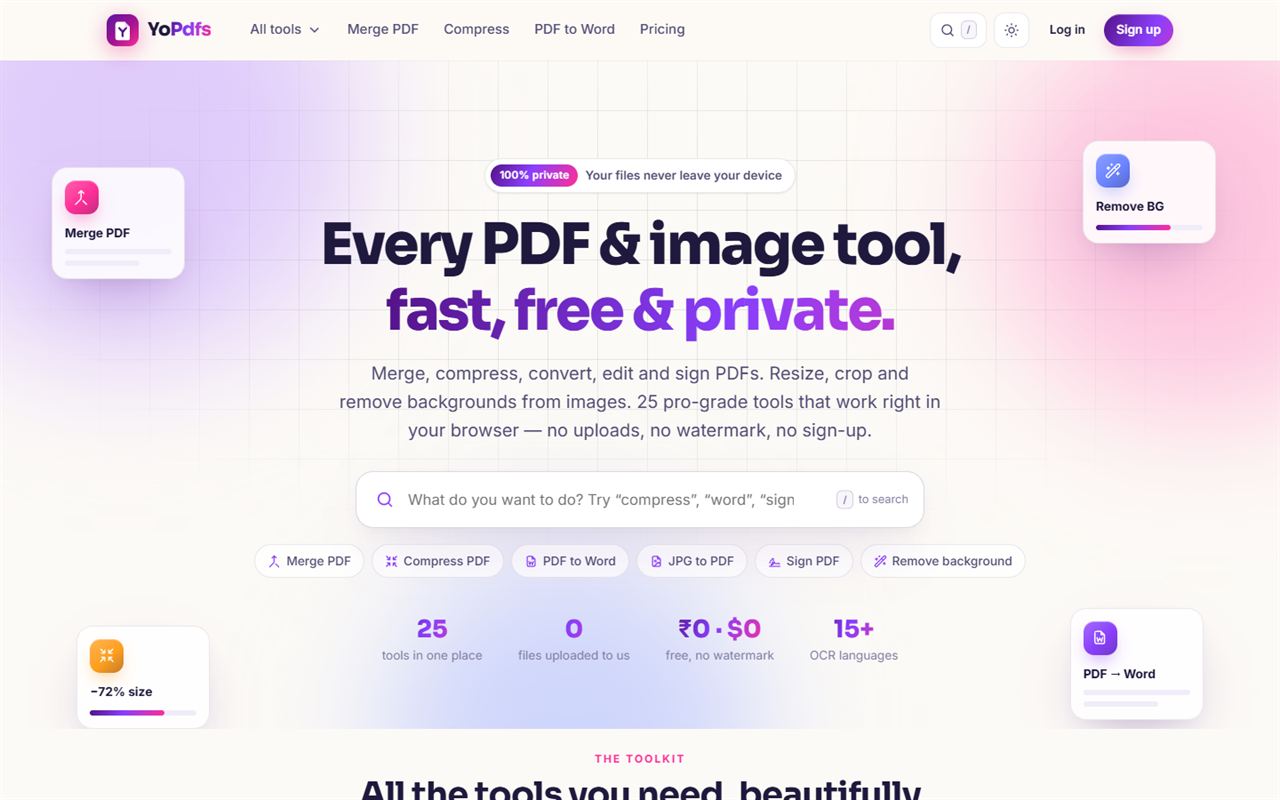 YoPdfs
All tools
Merge PDF
Compress
PDF to Word
Pricing
/
Log in
Sign up
100% private
Your files never leave your device
Merge PDF
Remove BG
Every PDF & image tool,
fast, free & private.
Merge, compress, convert, edit and sign PDFs. Resize, crop and
remove backgrounds from images. 25 pro-grade tools that work right in
your browser — no uploads, no watermark, no sign-up.
What do you want to do? Try “compress”, “word”, “sign
/ to search
Merge PDF
Compress PDF
PDF to Word
JPG to PDF
Sign PDF
Remove background
25
tools in one place
0
files uploaded to us
₹0 · $0
free, no watermark
15+
OCR languages
−72% size
PDF → Word
THE TOOLKIT
All the tools you need, beautifully